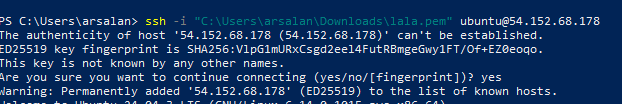 PS C:\Users\arsalan> ssh -i "C:\Users\arsalan\Downloads\lala.pem" ubuntu@54.152.68.178
The authenticity of host '54.152.68.178 (54.152.68.178)' can't be established.
ED25519 key fingerprint is SHA256:VlpG1mURxCsgd2eel4FutRBmgeGwy1FT/Of+EZ0eoqo.
This key is not known by any other names.
Are you sure you want to continue connecting (yes/no/[fingerprint])? yes
Warning: Permanently added '54.152.68.178' (ED25519) to the list of known hosts.